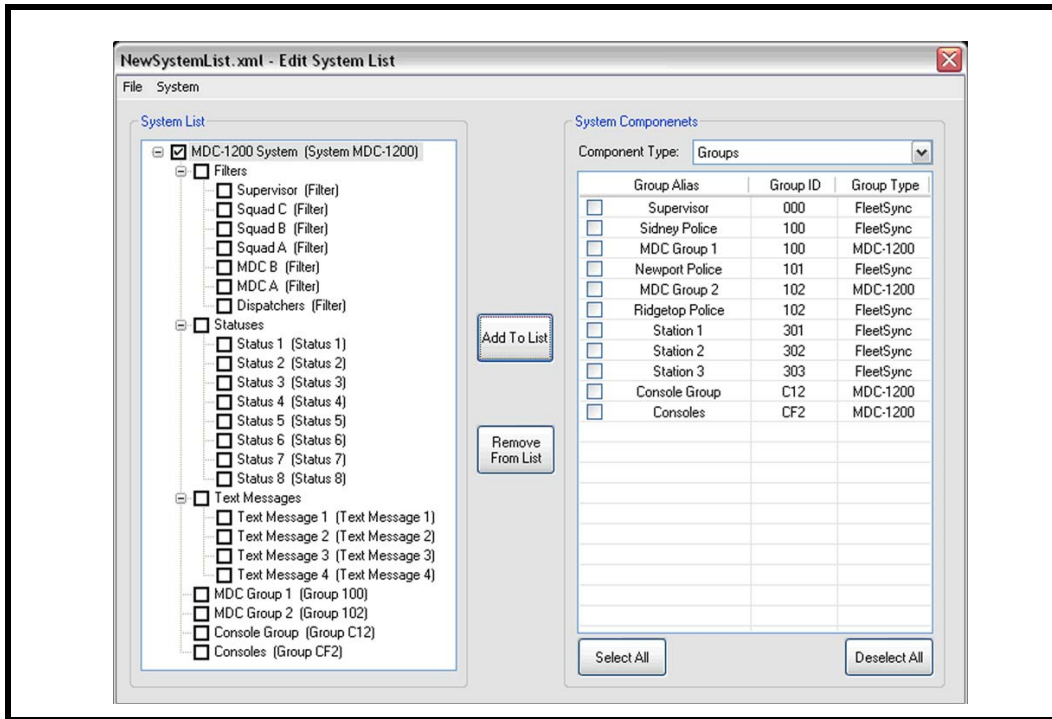 NewSystemList.xml - Edit System List
File System
System List
MDC-1200 System (System MDC-1200)
Filters
Supervisor (Filter)
Squad C (Filter)
Squad B (Filter)
Squad A (Filter)
MDC B (Filter)
MDC A (Filter)
Dispatchers (Filter)
Statuses
Status 1 (Status 1)
Status 2 (Status 2)
Status 3 (Status 3)
Status 4 (Status 4)
Status 5 (Status 5)
Status 6 (Status 6)
Status 7 (Status 7)
Status 8 (Status 8)
Text Messages
Text Message 1 (Text Message 1)
Text Message 2 (Text Message 2)
Text Message 3 (Text Message 3)
Text Message 4 (Text Message 4)
MDC Group 1 (Group 100)
MDC Group 2 (Group 102)
Console Group (Group C12)
Consoles (Group CF2)
Add To List
Remove
From List
System Componenets
Component Type: Groups
Group Alias Group ID Group Type
Supervisor 000 FleetSync
Sidney Police 100 FleetSync
MDC Group 1 100 MDC-1200
Newport Police 101 FleetSync
MDC Group 2 102 MDC-1200
Ridgetop Police 102 FleetSync
Station 1 301 FleetSync
Station 2 302 FleetSync
Station 3 303 FleetSync
Console Group C12 MDC-1200
Consoles CF2 MDC-1200
Select All
Deselect All